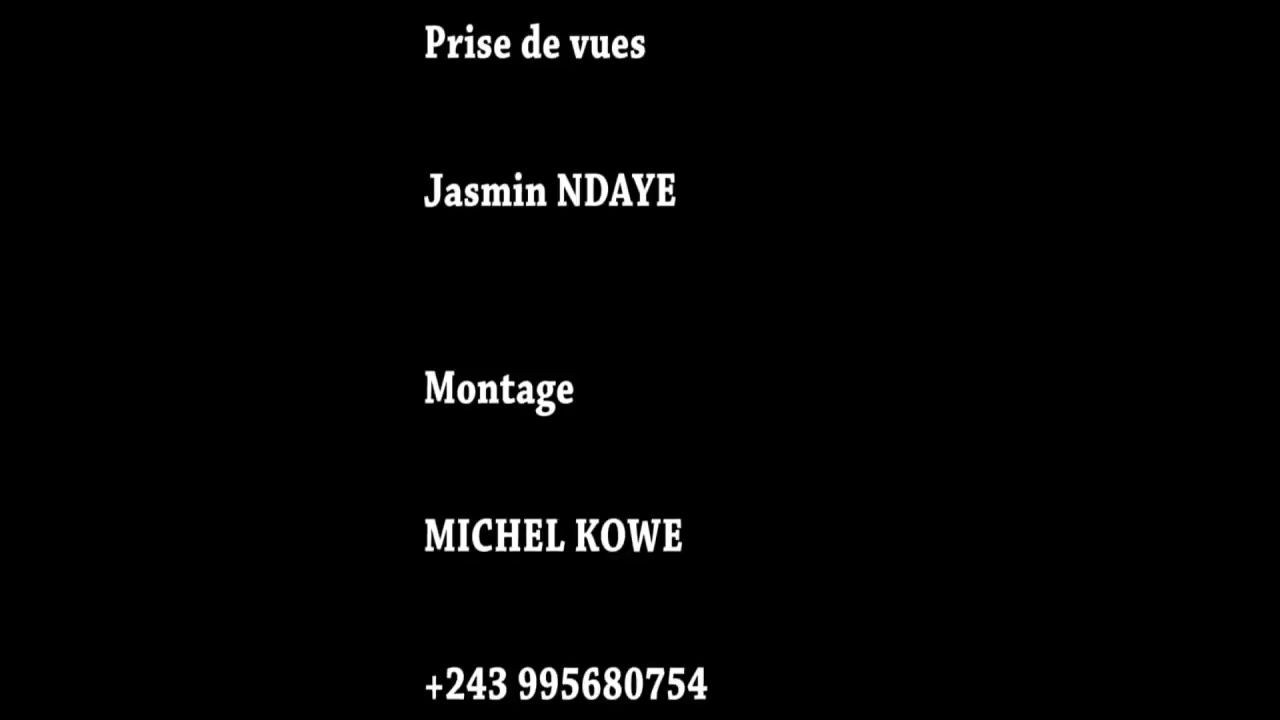 Prise de vues
Jasmin NDAYE
Montage
MICHEL KOWE
+243 995680754